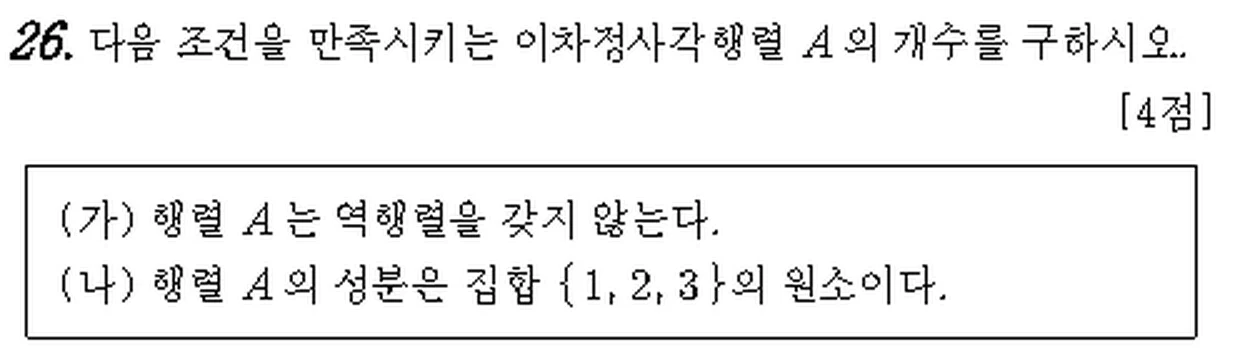 26. 다음 조건을 만족시키는 이차정사각행렬 A의 개수를 구하시오..
[4점]
(가) 행렬 A는 역행렬을 갖지 않는다.
(나) 행렬 A의 성분은 집합 {1, 2, 3}의 원소이다.